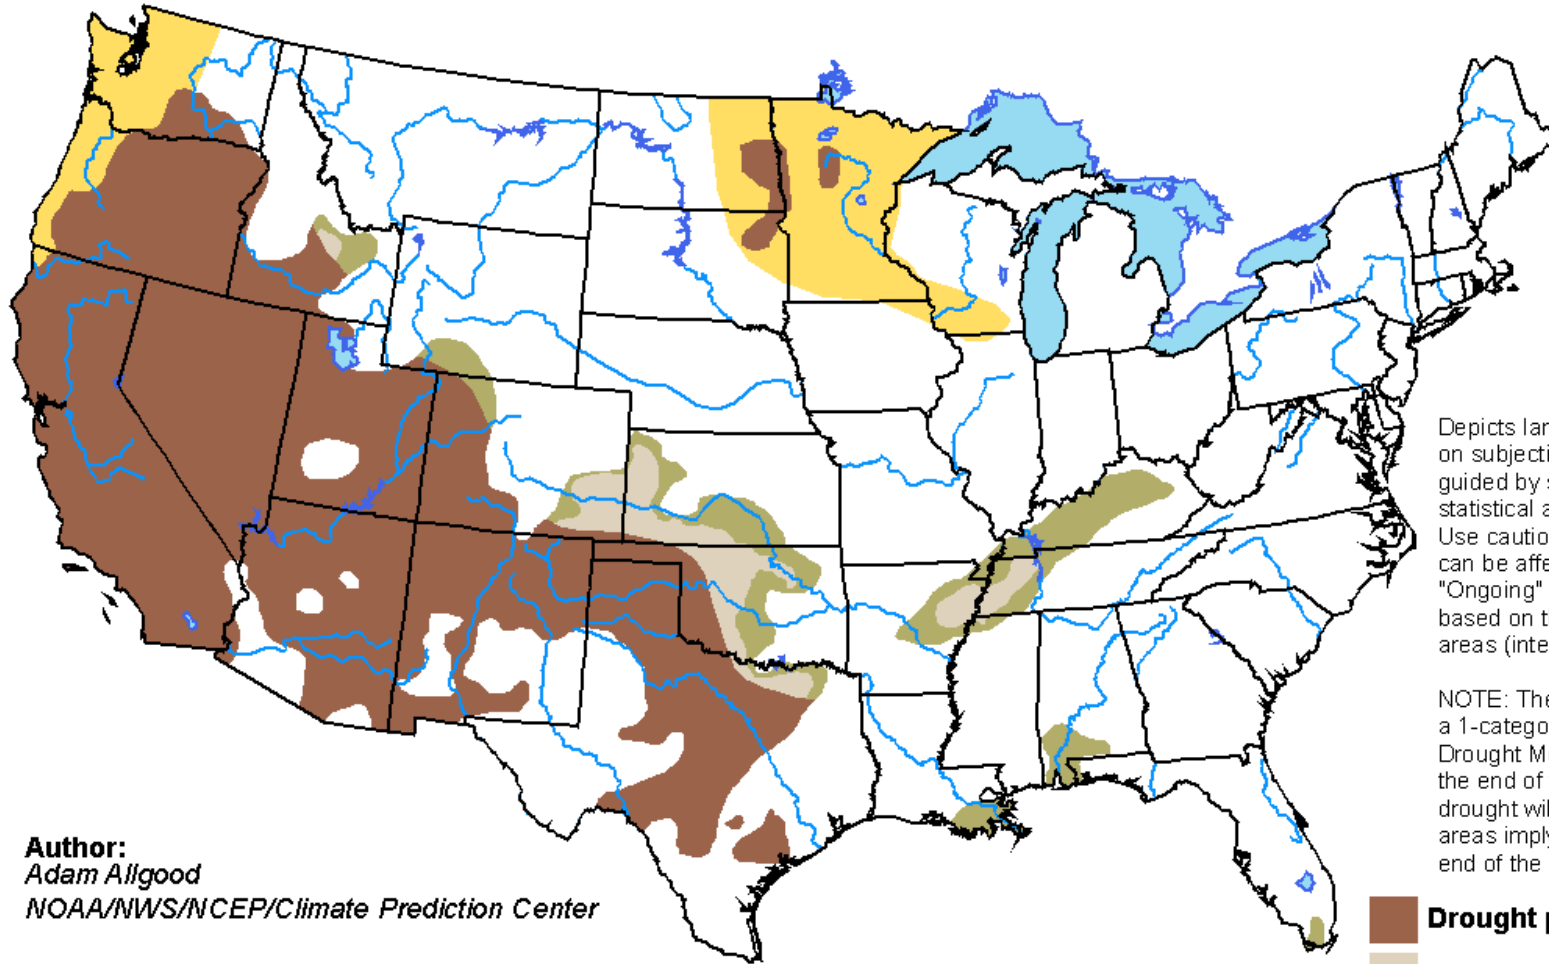 Depicts lar
on subjecti
guided by s
statistical a
Use cautio
can be affe
"Ongoing"
based on t
areas (inte
NOTE: The
a 1-catego
Drought M
the end of
drought wil
areas imply
end of the
Author:
Adam Allgood
NOAA/NWS/NCEP/Climate Prediction Center
Drought p